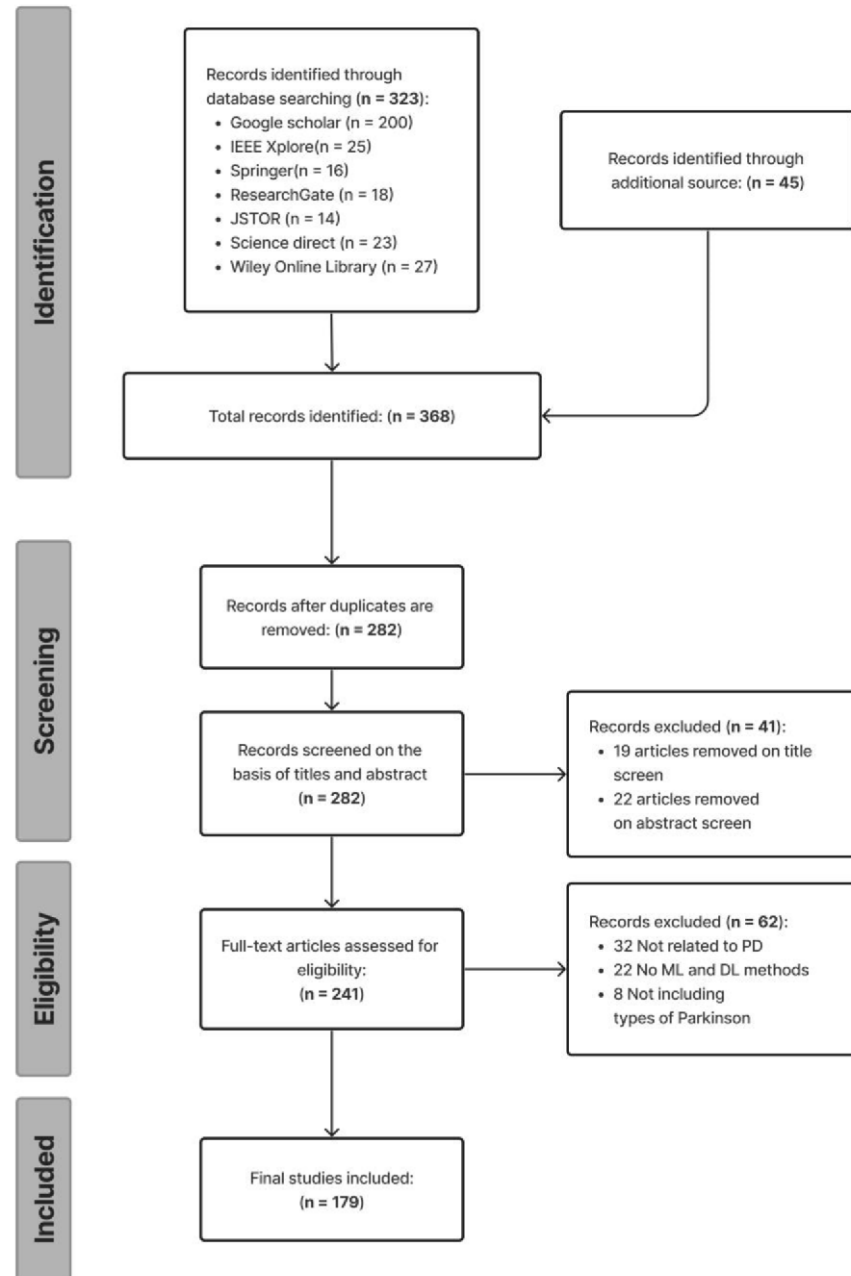 Identification
Records identified through
database searching (n = 323):
• Google scholar (n = 200)
• IEEE Xplore(n = 25)
• Springer(n = 16)
• ResearchGate (n = 18)
• JSTOR (n = 14)
• Science direct (n = 23)
• Wiley Online Library (n = 27)
Records identified through
additional source: (n = 45)
Total records identified: (n = 368)
Screening
Records after duplicates are
removed: (n = 282)
Records screened on the
basis of titles and abstract
(n = 282)
Records excluded (n = 41):
• 19 articles removed on title
screen
• 22 articles removed
on abstract screen
Eligibility
Full-text articles assessed for
eligibility:
(n = 241)
Records excluded (n = 62):
• 32 Not related to PD
• 22 No ML and DL methods
• 8 Not including
types of Parkinson
Included
Final studies included:
(n = 179)